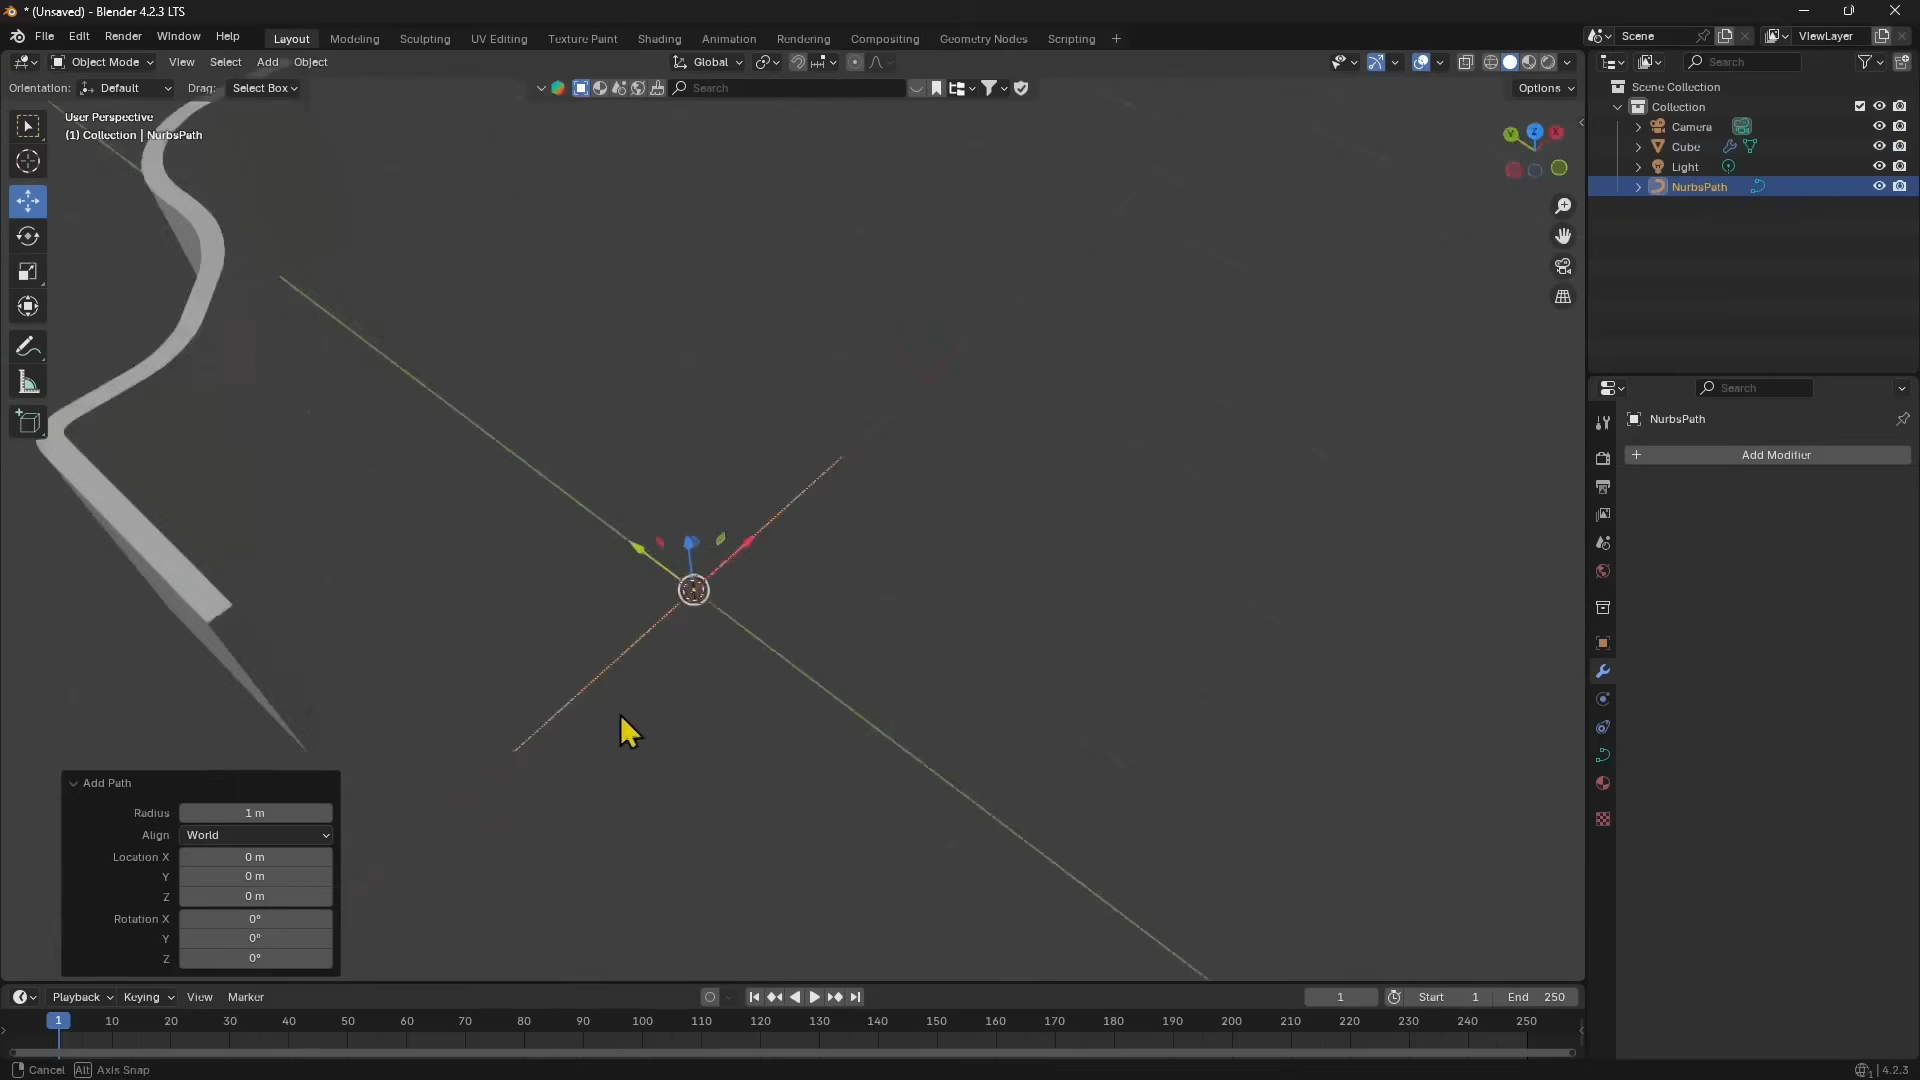 * (Unsaved) - Blender 4.2.3 LTS
File Edit Render Window Help
Layout Modeling Sculpting UV Editing Texture Paint Shading Animation Rendering Compositing Geometry Nodes Scripting +
Scene
ViewLayer
Object Mode View Select Add Object
Global
Search
Orientation: Default Drag: Select Box
Search
Options
User Perspective
(1) Collection | NurbsPath
Y Z X
Scene Collection
Collection
Camera
Cube
Light
NurbsPath
Search
NurbsPath
+ Add Modifier
Add Path
Radius 1 m
Align World
Location X 0 m
Y 0 m
Z 0 m
Rotation X 0°
Y 0°
Z 0°
Playback Keying View Marker
1
Start 1 End 250
1 10 20 30 40 50 60 70 80 90 100 110 120 130 140 150 160 170 180 190 200 210 220 230 240 250
Cancel Alt Axis Snap
4.2.3